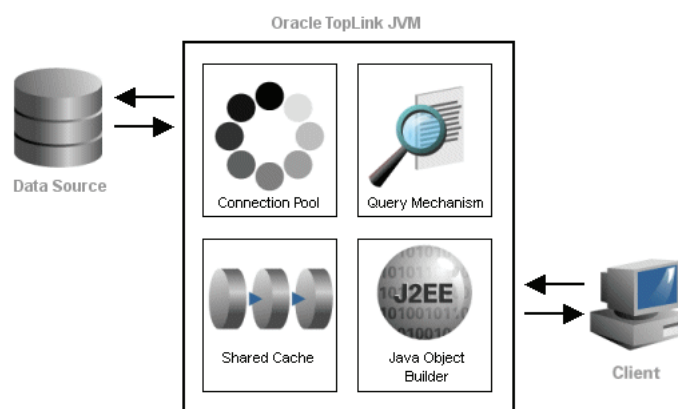 Oracle TopLink JVM
Data Source
Connection Pool
Query Mechanism
J2EE
Shared Cache
Java Object
Builder
Client